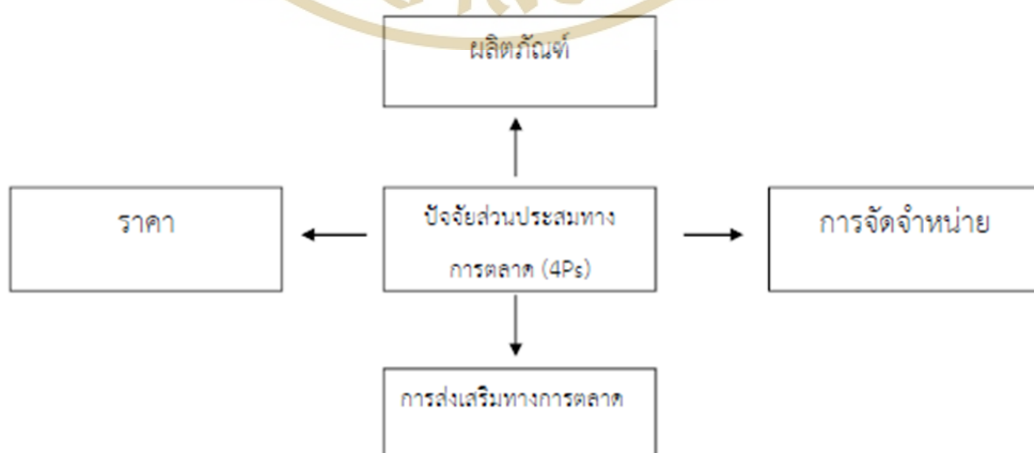 ผลิตภัณฑ์
ราคา
ปัจจัยส่วนประสมทาง
การตลาด (4Ps)
การจัดจำหน่าย
การส่งเสริมทางการตลาด